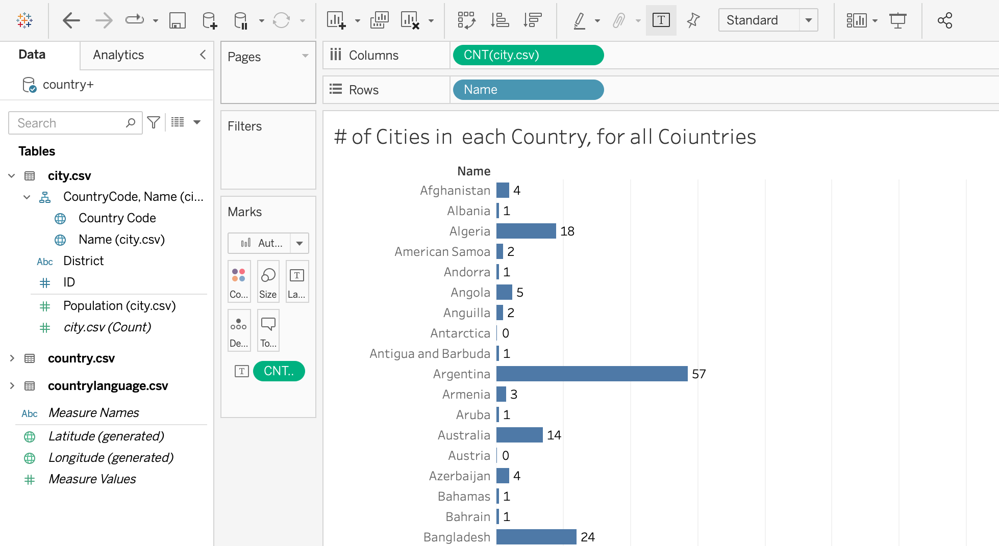 Standard
Data
Analytics
country+
Search
Tables
city.csv
CountryCode, Name (ci...
Country Code
Name (city.csv)
Abc District
ID
Population (city.csv)
city.csv (Count)
country.csv
countrylanguage.csv
Abc Measure Names
Latitude (generated)
Longitude (generated)
Measure Values
Pages
Filters
Marks
Aut...
Co... Size La...
De... To...
CNT..
Columns CNT(city.csv)
Rows Name
# of Cities in each Country, for all Coiuntries
Name
Afghanistan 4
Albania 1
Algeria 18
American Samoa 2
Andorra 1
Angola 5
Anguilla 2
Antarctica 0
Antigua and Barbuda 1
Argentina 57
Armenia 3
Aruba 1
Australia 14
Austria 0
Azerbaijan 4
Bahamas 1
Bahrain 1
Bangladesh 24